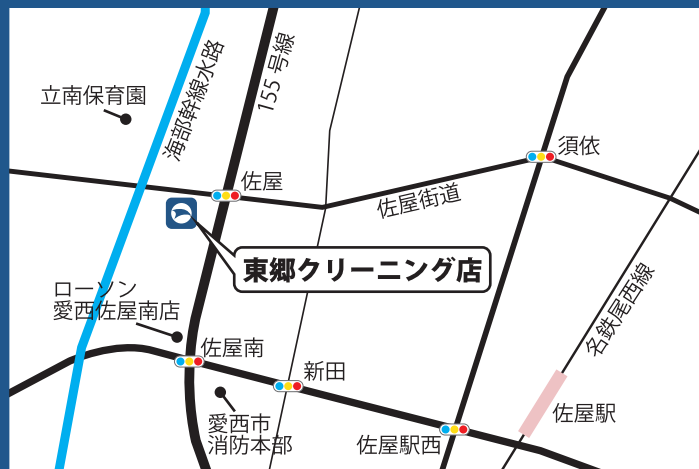 立南保育園
海部幹線水路
155 号線
佐屋
須依
佐屋街道
東郷クリーニング店
ローソン
愛西佐屋南店
名鉄尾西線
佐屋南
新田
佐屋駅
愛西市
消防本部
佐屋駅西